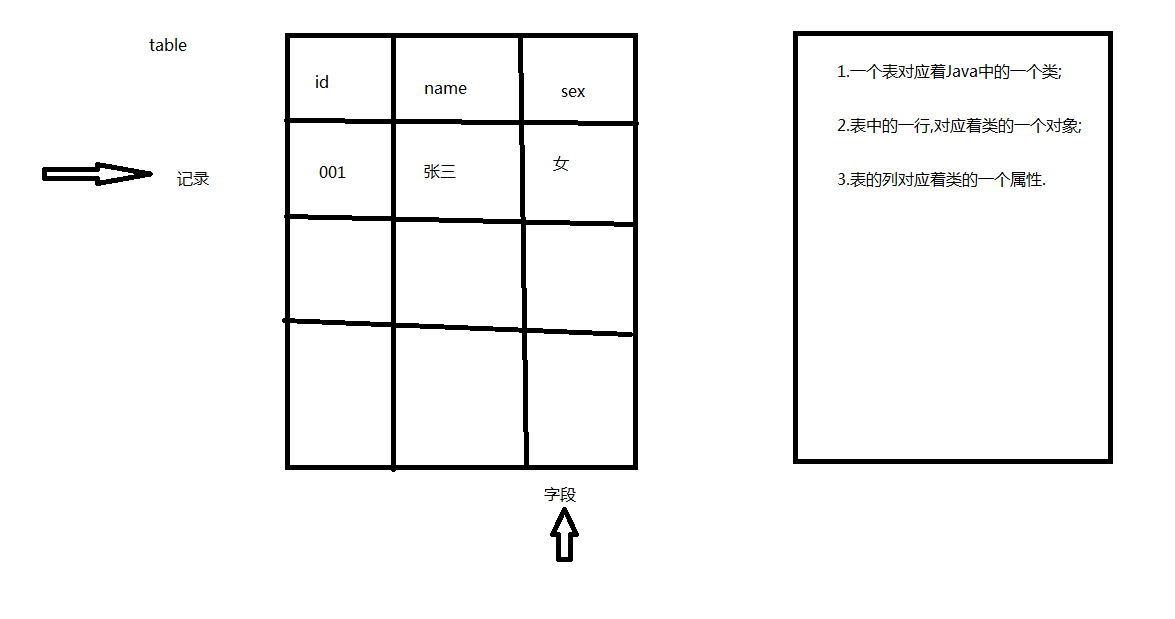 table
id
name
sex
记录
001
张三
女
字段
1.一个表对应着Java中的一个类;
2.表中的一行,对应着类的一个对象;
3.表的列对应着类的一个属性.